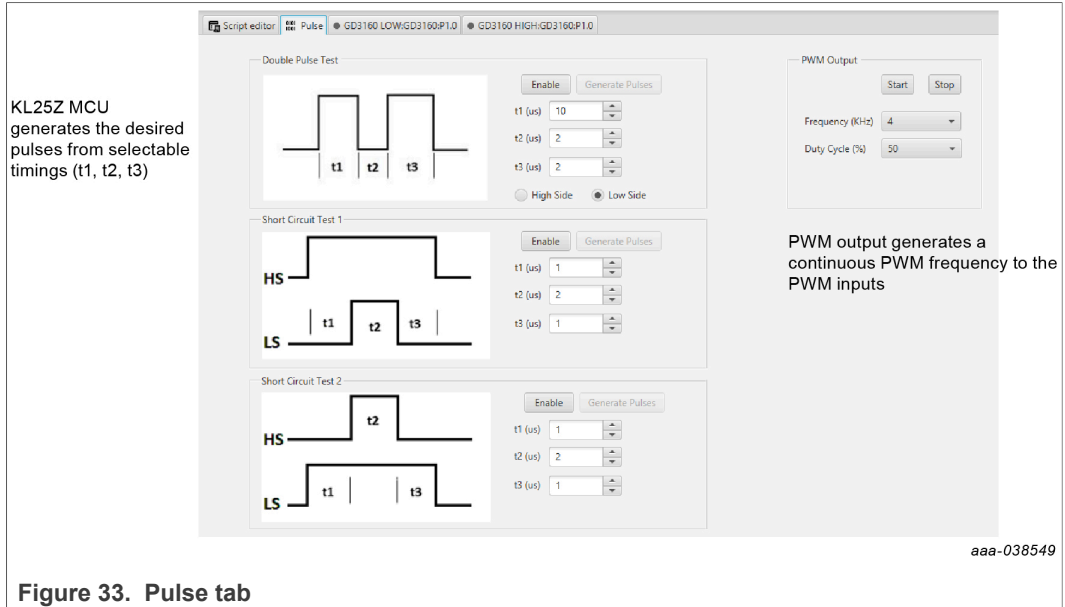 Script editor Pulse GD3160 LOW:GD3160:P1.0 GD3160 HIGH:GD3160:P1.0
KL25Z MCU
generates the desired
pulses from selectable
timings (t1, t2, t3)
Double Pulse Test
t1 t2 t3
Enable Generate Pulses
t1 (us) 10
t2 (us) 2
t3 (us) 2
High Side Low Side
Short Circuit Test 1
HS
t1 t2 t3
LS
Enable Generate Pulses
t1 (us) 1
t2 (us) 2
t3 (us) 1
Short Circuit Test 2
t2
HS
t1 t3
LS
Enable Generate Pulses
t1 (us) 1
t2 (us) 2
t3 (us) 1
PWM Output
Start Stop
Frequency (KHz) 4
Duty Cycle (%) 50
PWM output generates a
continuous PWM frequency to the
PWM inputs
aaa-038549
Figure 33. Pulse tab